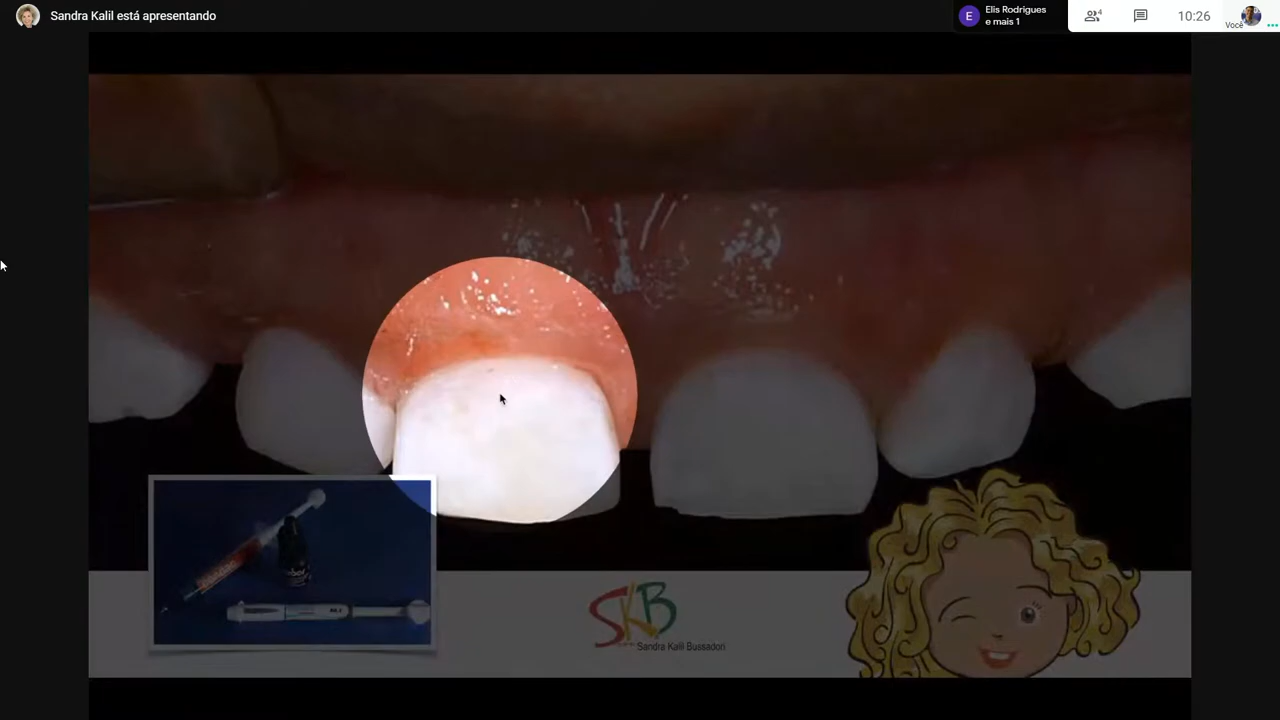 Sandra Kalil está apresentando
Elis Rodrigues
E
e mais 1
4
10:26
Você
SKB
Sandra Kalil Bussadori